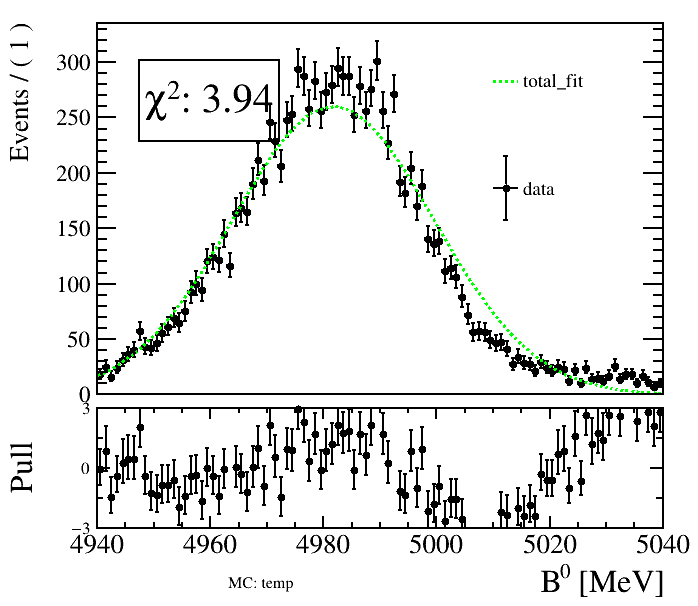 Events / ( 1 )
300
250
200
150
100
50
0
χ²: 3.94
total_fit
data
Pull
3
0
−3
4940 4960 4980 5000 5020 5040
MC: temp
B⁰ [MeV]